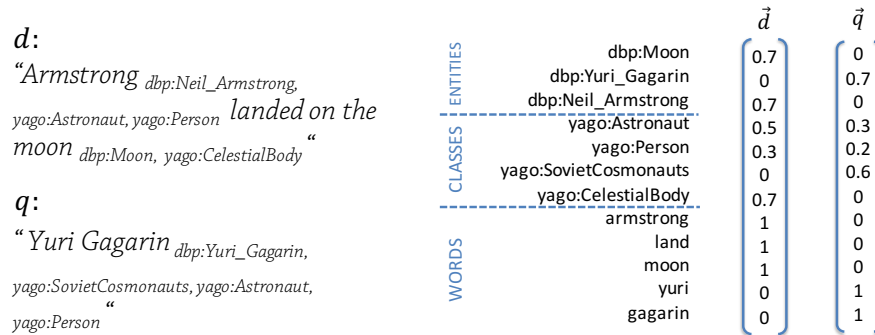 d:
“Armstrong dbp:Neil_Armstrong,
yago:Astronaut, yago:Person landed on the
moon dbp:Moon, yago:CelestialBody “
q:
“Yuri Gagarin dbp:Yuri_Gagarin,
yago:SovietCosmonauts, yago:Astronaut,
yago:Person “
d⃗ q⃗
ENTITIES
dbp:Moon 0.7 0
dbp:Yuri_Gagarin 0 0.7
dbp:Neil_Armstrong 0.7 0
CLASSES
yago:Astronaut 0.5 0.3
yago:Person 0.3 0.2
yago:SovietCosmonauts 0 0.6
yago:CelestialBody 0.7 0
WORDS
armstrong 1 0
land 1 0
moon 1 0
yuri 0 1
gagarin 0 1